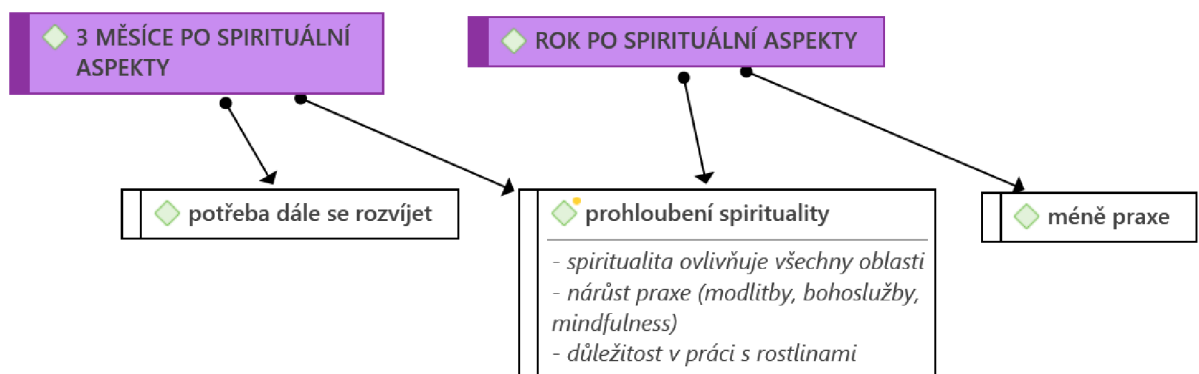 3 MĚSÍCE PO SPIRITUÁLNÍ
ASPEKTY
ROK PO SPIRITUÁLNÍ ASPEKTY
potřeba dále se rozvíjet
prohloubení spirituality
- spiritualita ovlivňuje všechny oblasti
- nárůst praxe (modlitby, bohoslužby,
mindfulness)
- důležitost v práci s rostlinami
méně praxe